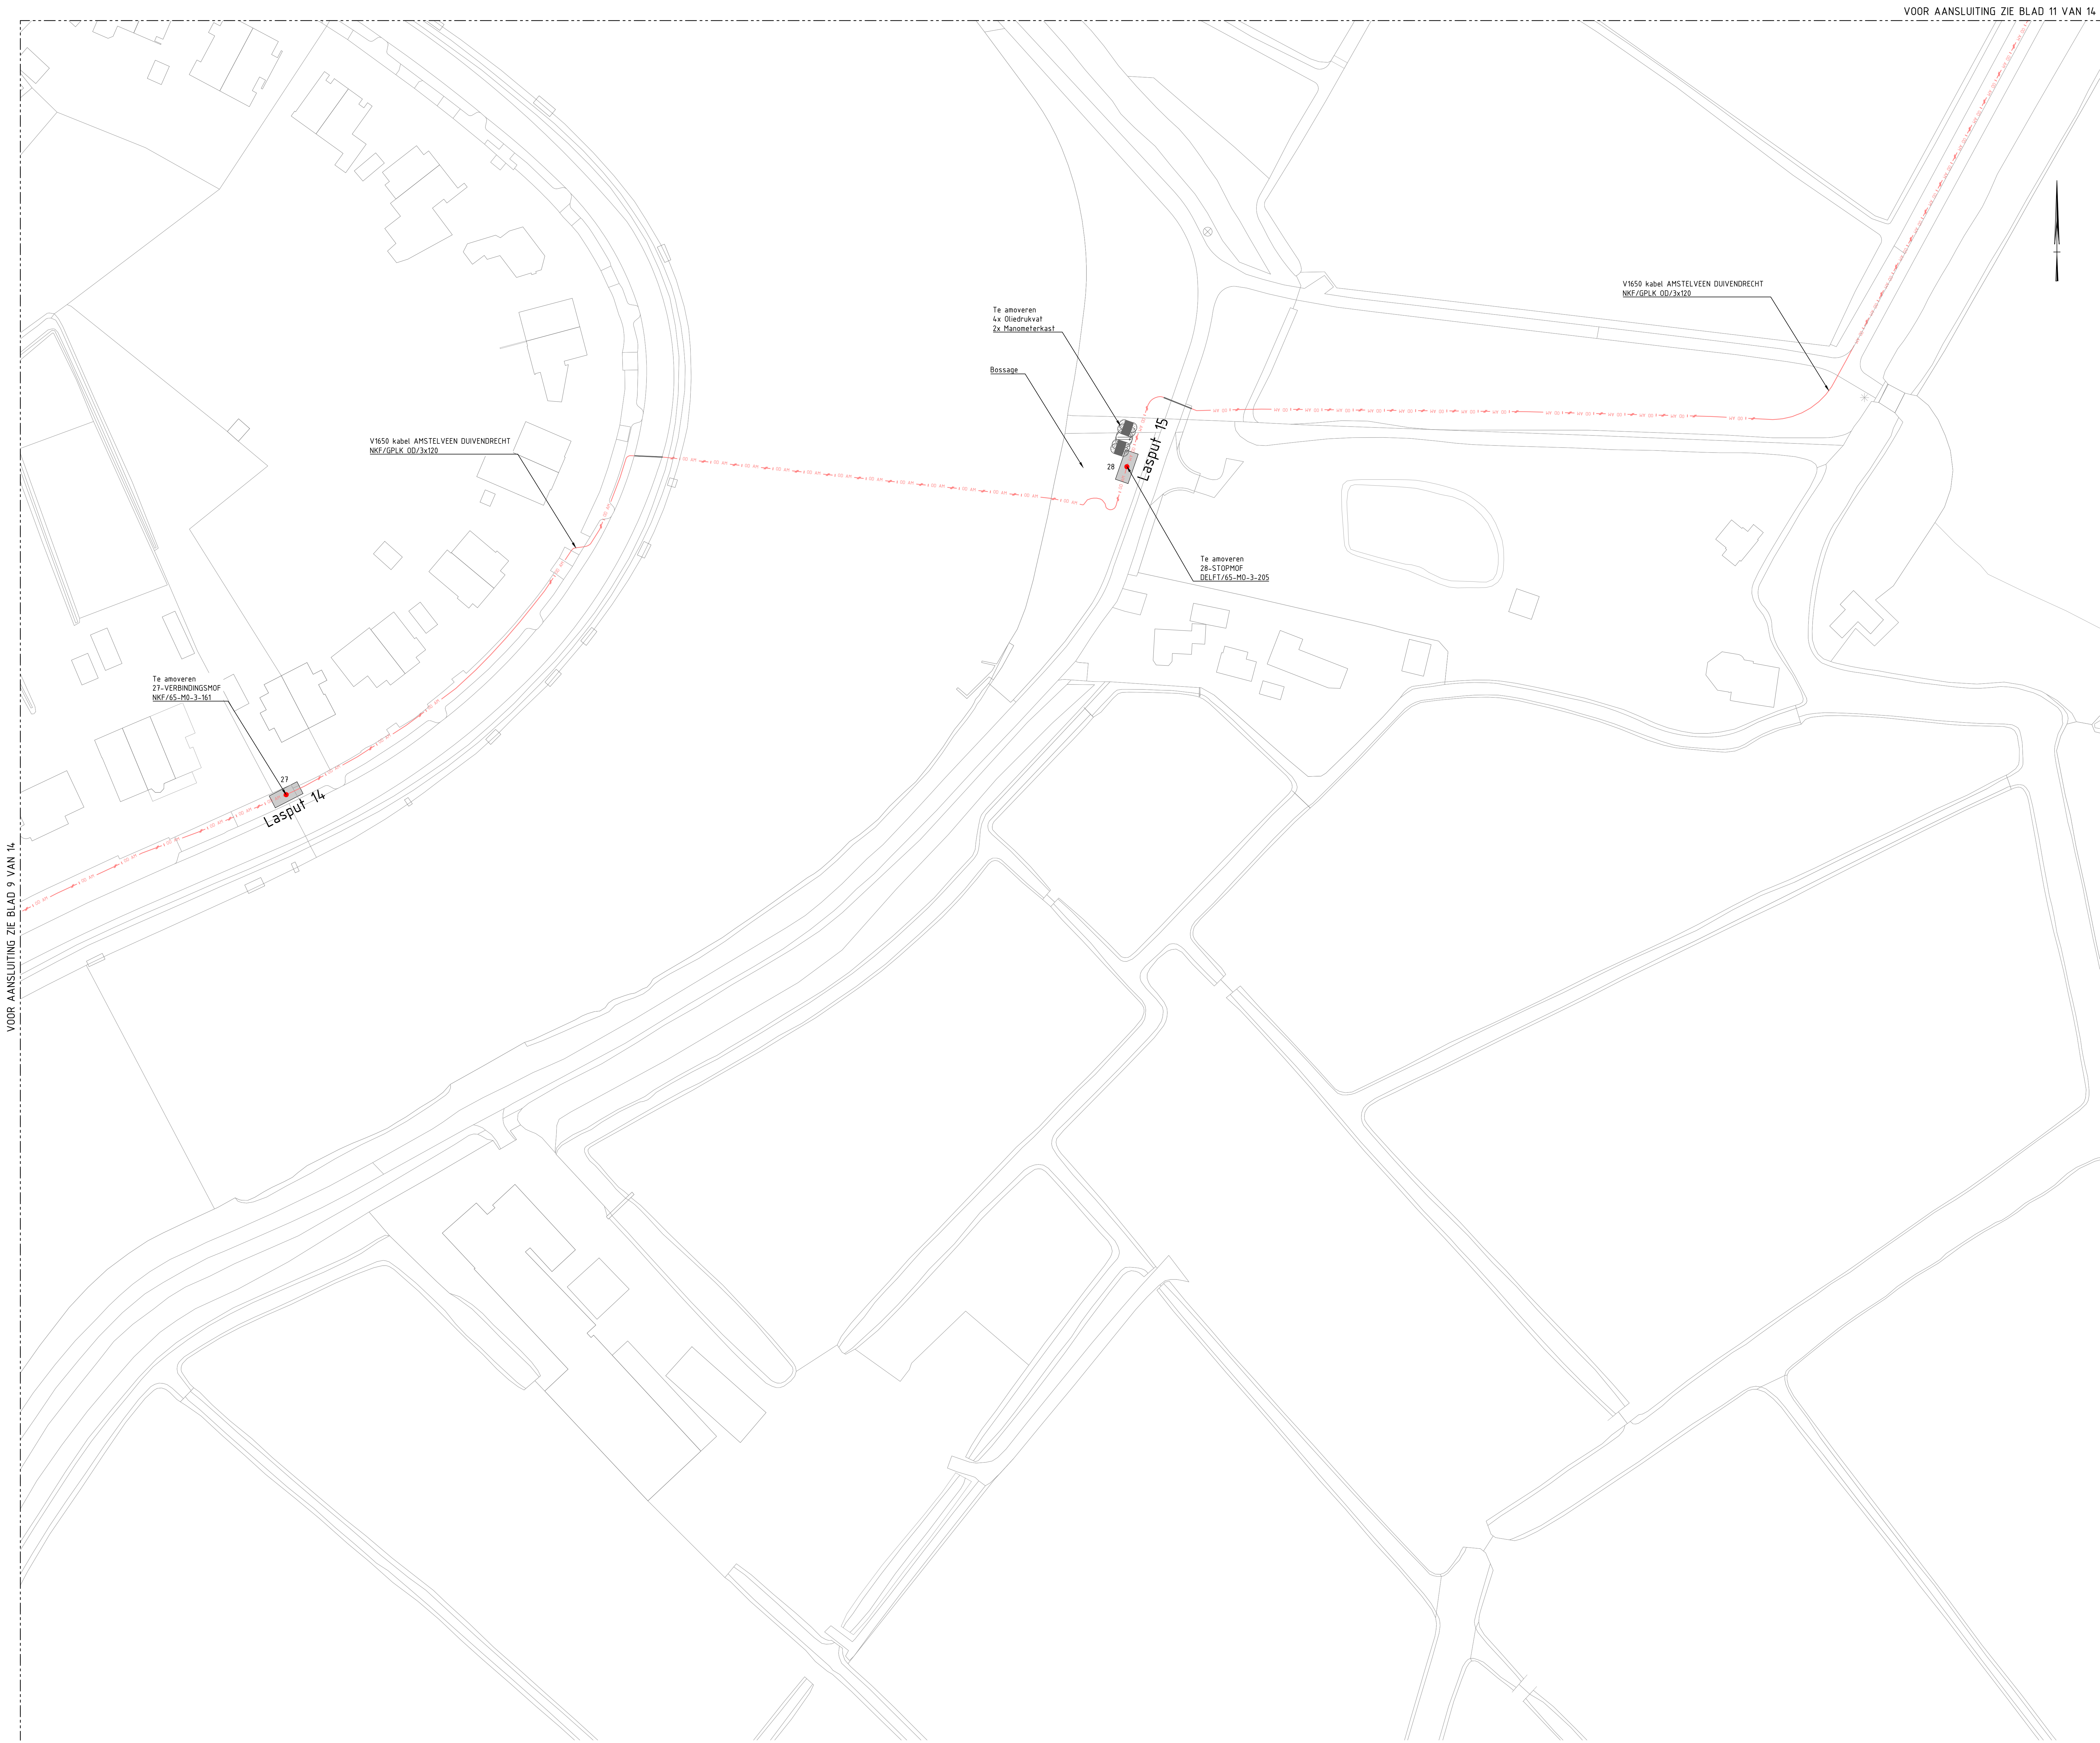 VOOR AANSLUITING ZIE BLAD 11 VAN 14
V1650 kabel AMSTELVEEN DUIVENDRECHT
NKF/GPLK OD/3x120
Te amoveren
4x Oliedrukvat
2x Manometerkast
Bossage
Lasput 15
28
V1650 kabel AMSTELVEEN DUIVENDRECHT
NKF/GPLK OD/3x120
Te amoveren
28-STOPMOF
DELFT/65-MO-3-205
Te amoveren
27-VERBINDINGSMOF
NKF/65-MO-3-161
27
Lasput 14
VOOR AANSLUITING ZIE BLAD 9 VAN 14